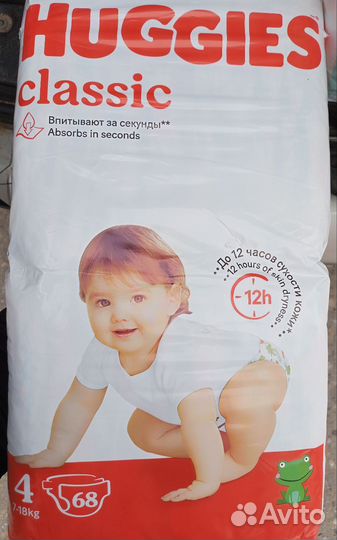 HUGGIES
classic
Впитывают за секунды**
Absorbs in seconds
**До 12 часов сухости кожи*
**12 hours of skin dryness*
12h
4
7-18kg
68
Avito